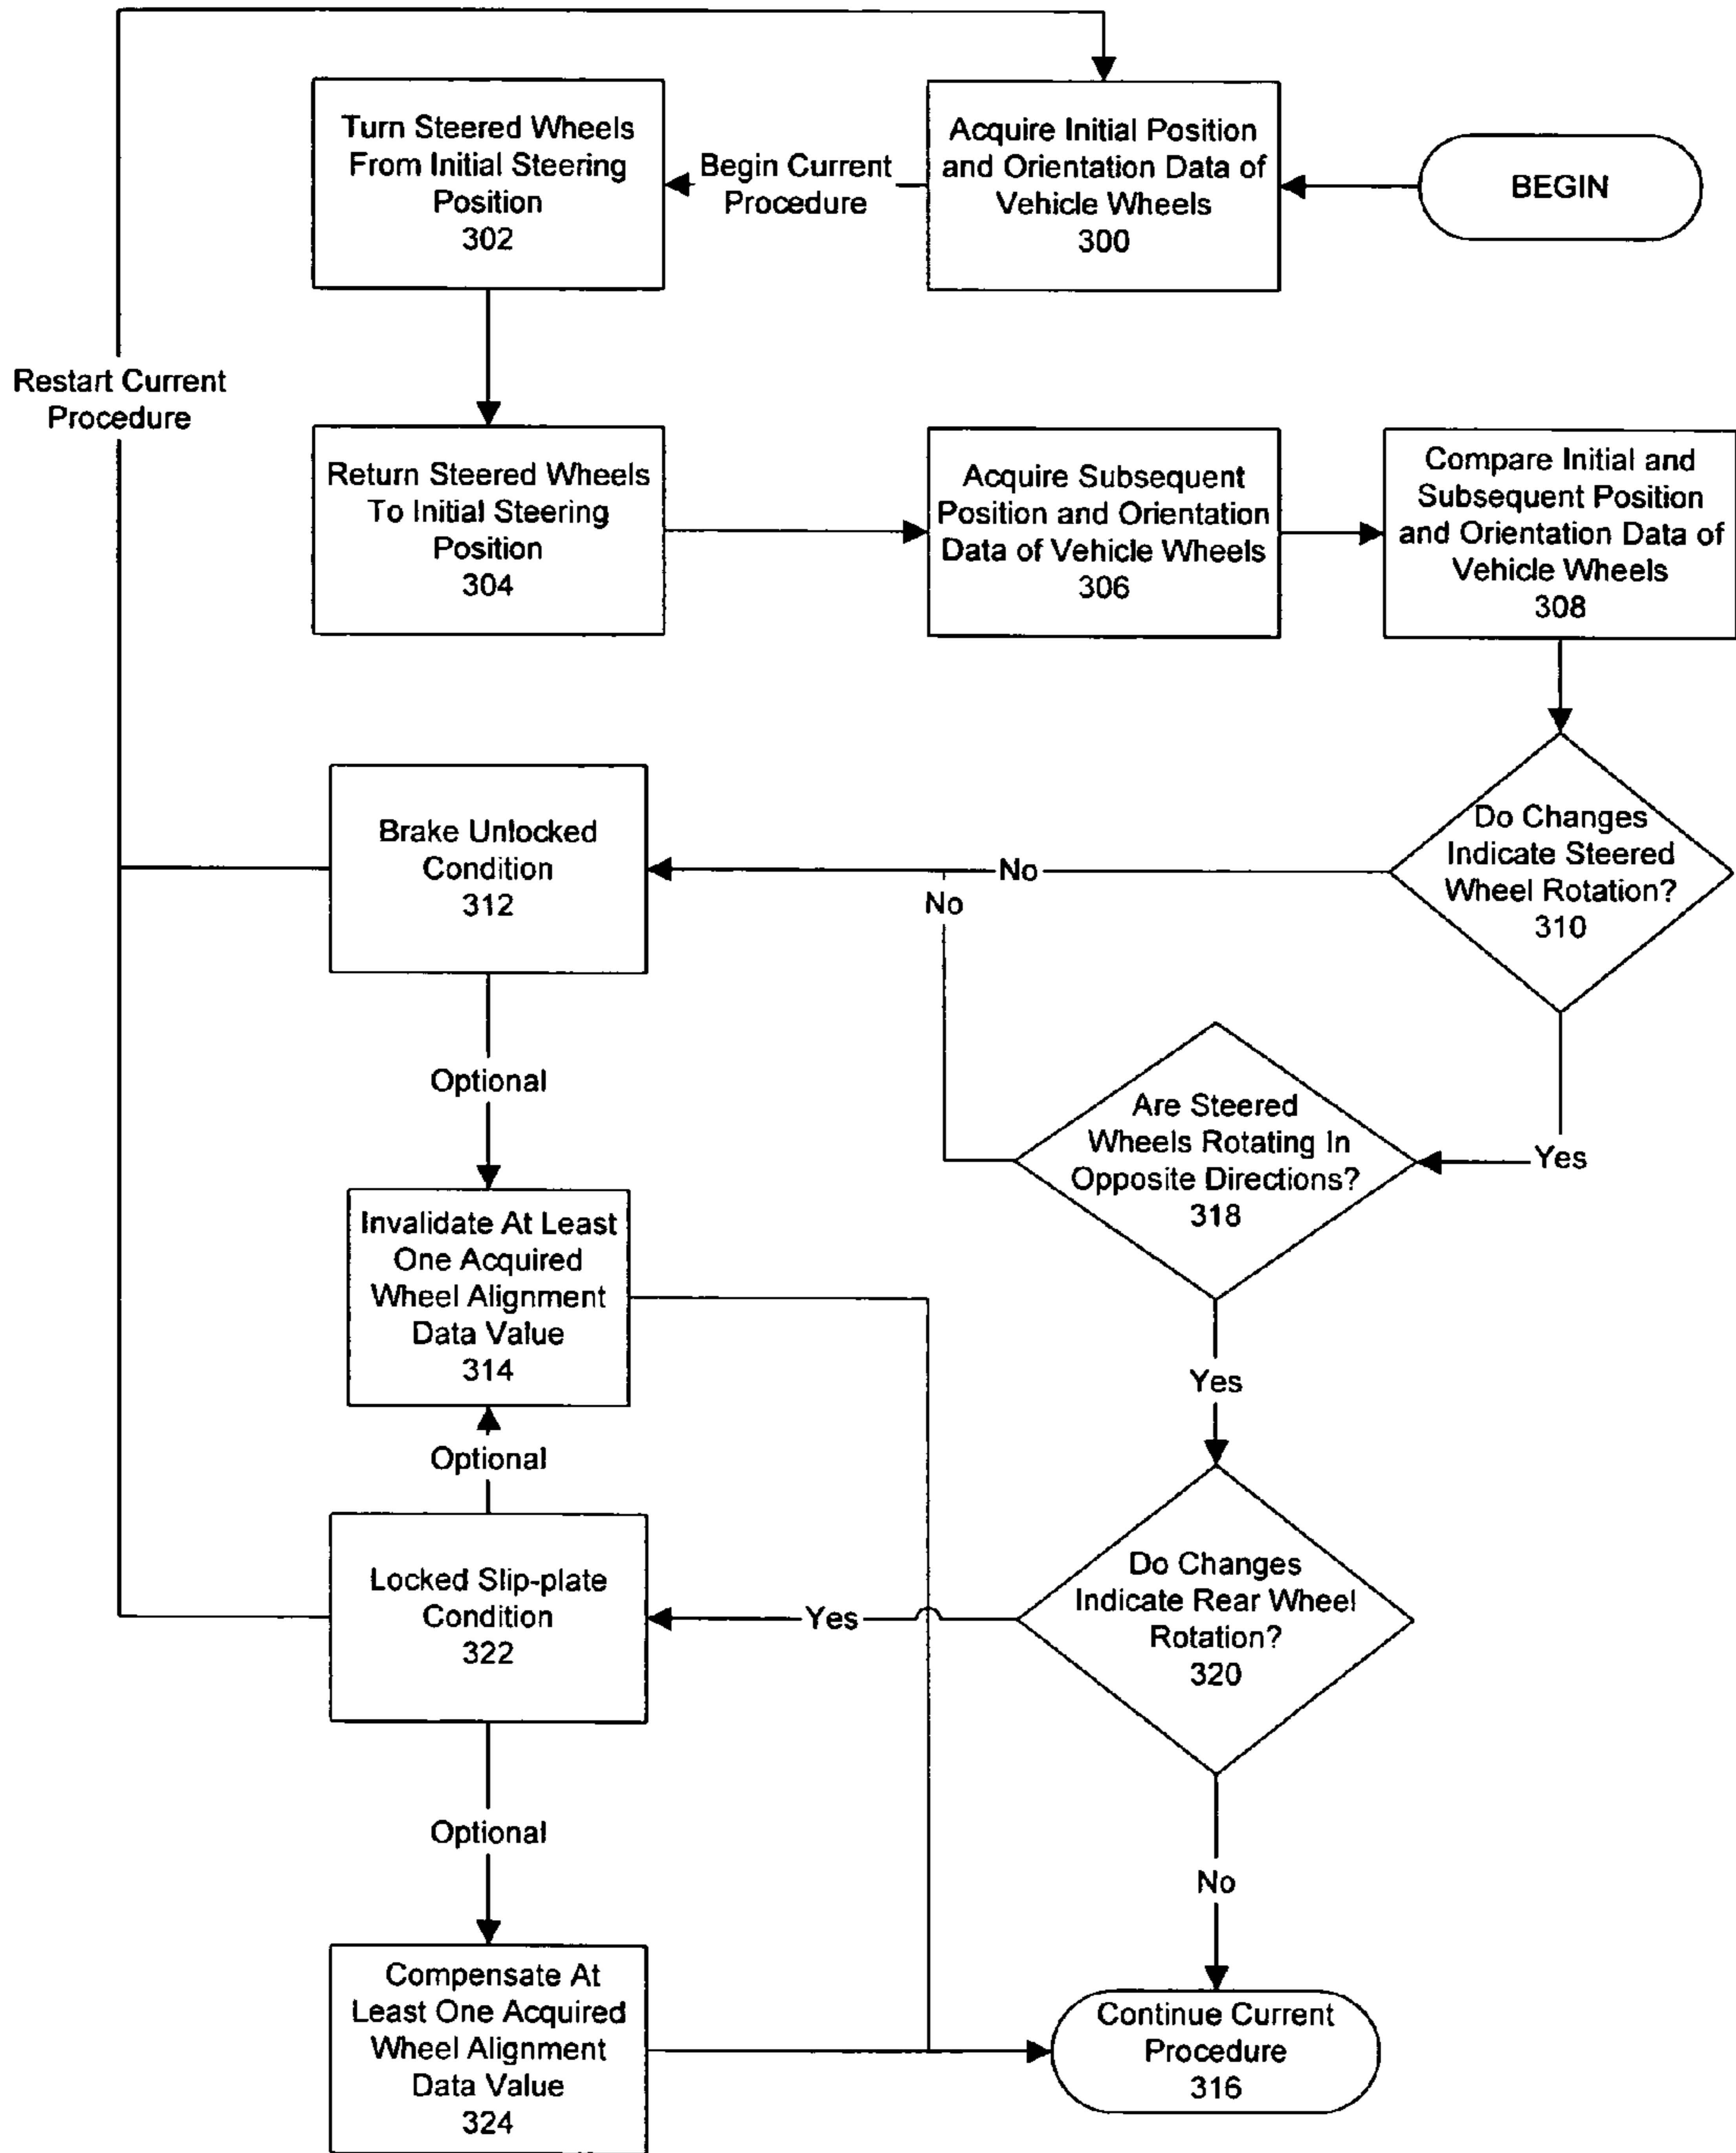 BEGIN
Acquire Initial Position
and Orientation Data of
Vehicle Wheels
300
Begin Current
Procedure
Turn Steered Wheels
From Initial Steering
Position
302
Restart Current
Procedure
Return Steered Wheels
To Initial Steering
Position
304
Acquire Subsequent
Position and Orientation
Data of Vehicle Wheels
306
Compare Initial and
Subsequent Position
and Orientation Data of
Vehicle Wheels
308
Do Changes
Indicate Steered
Wheel Rotation?
310
No
No
Brake Unlocked
Condition
312
Yes
Are Steered
Wheels Rotating In
Opposite Directions?
318
Optional
Invalidate At Least
One Acquired
Wheel Alignment
Data Value
314
Yes
Optional
Do Changes
Indicate Rear Wheel
Rotation?
320
Yes
Locked Slip-plate
Condition
322
Optional
No
Compensate At
Least One Acquired
Wheel Alignment
Data Value
324
Continue Current
Procedure
316